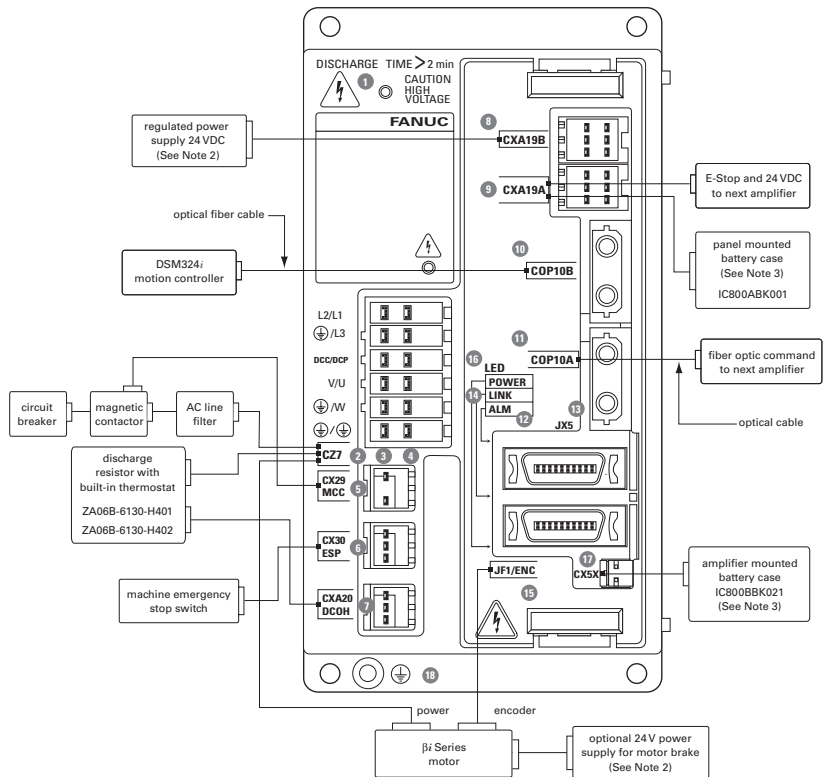 DISCHARGE TIME > 2 min
1
CAUTION
HIGH
VOLTAGE
FANUC
regulated power
supply 24 VDC
(See Note 2)
8
CXA19B
9
CXA19A
E-Stop and 24 VDC
to next amplifier
optical fiber cable
DSM324i
motion controller
10
COP10B
panel mounted
battery case
(See Note 3)
IC800ABK001
L2/L1
⏚/L3
DCC/DCP
V/U
⏚/W
⏚/⏚
11
COP10A
fiber optic command
to next amplifier
optical cable
16
LED
POWER
14
LINK
ALM
12
13
JX5
circuit
breaker
magnetic
contactor
AC line
filter
CZ7
2
3
4
discharge
resistor with
built-in thermostat
ZA06B-6130-H401
ZA06B-6130-H402
CX29
MCC
5
CX30
ESP
6
machine emergency
stop switch
CXA20
DCOH
7
JF1/ENC
15
17
CX5X
amplifier mounted
battery case
IC800BBK021
(See Note 3)
⏚
18
power
encoder
βi Series
motor
optional 24 V power
supply for motor brake
(See Note 2)